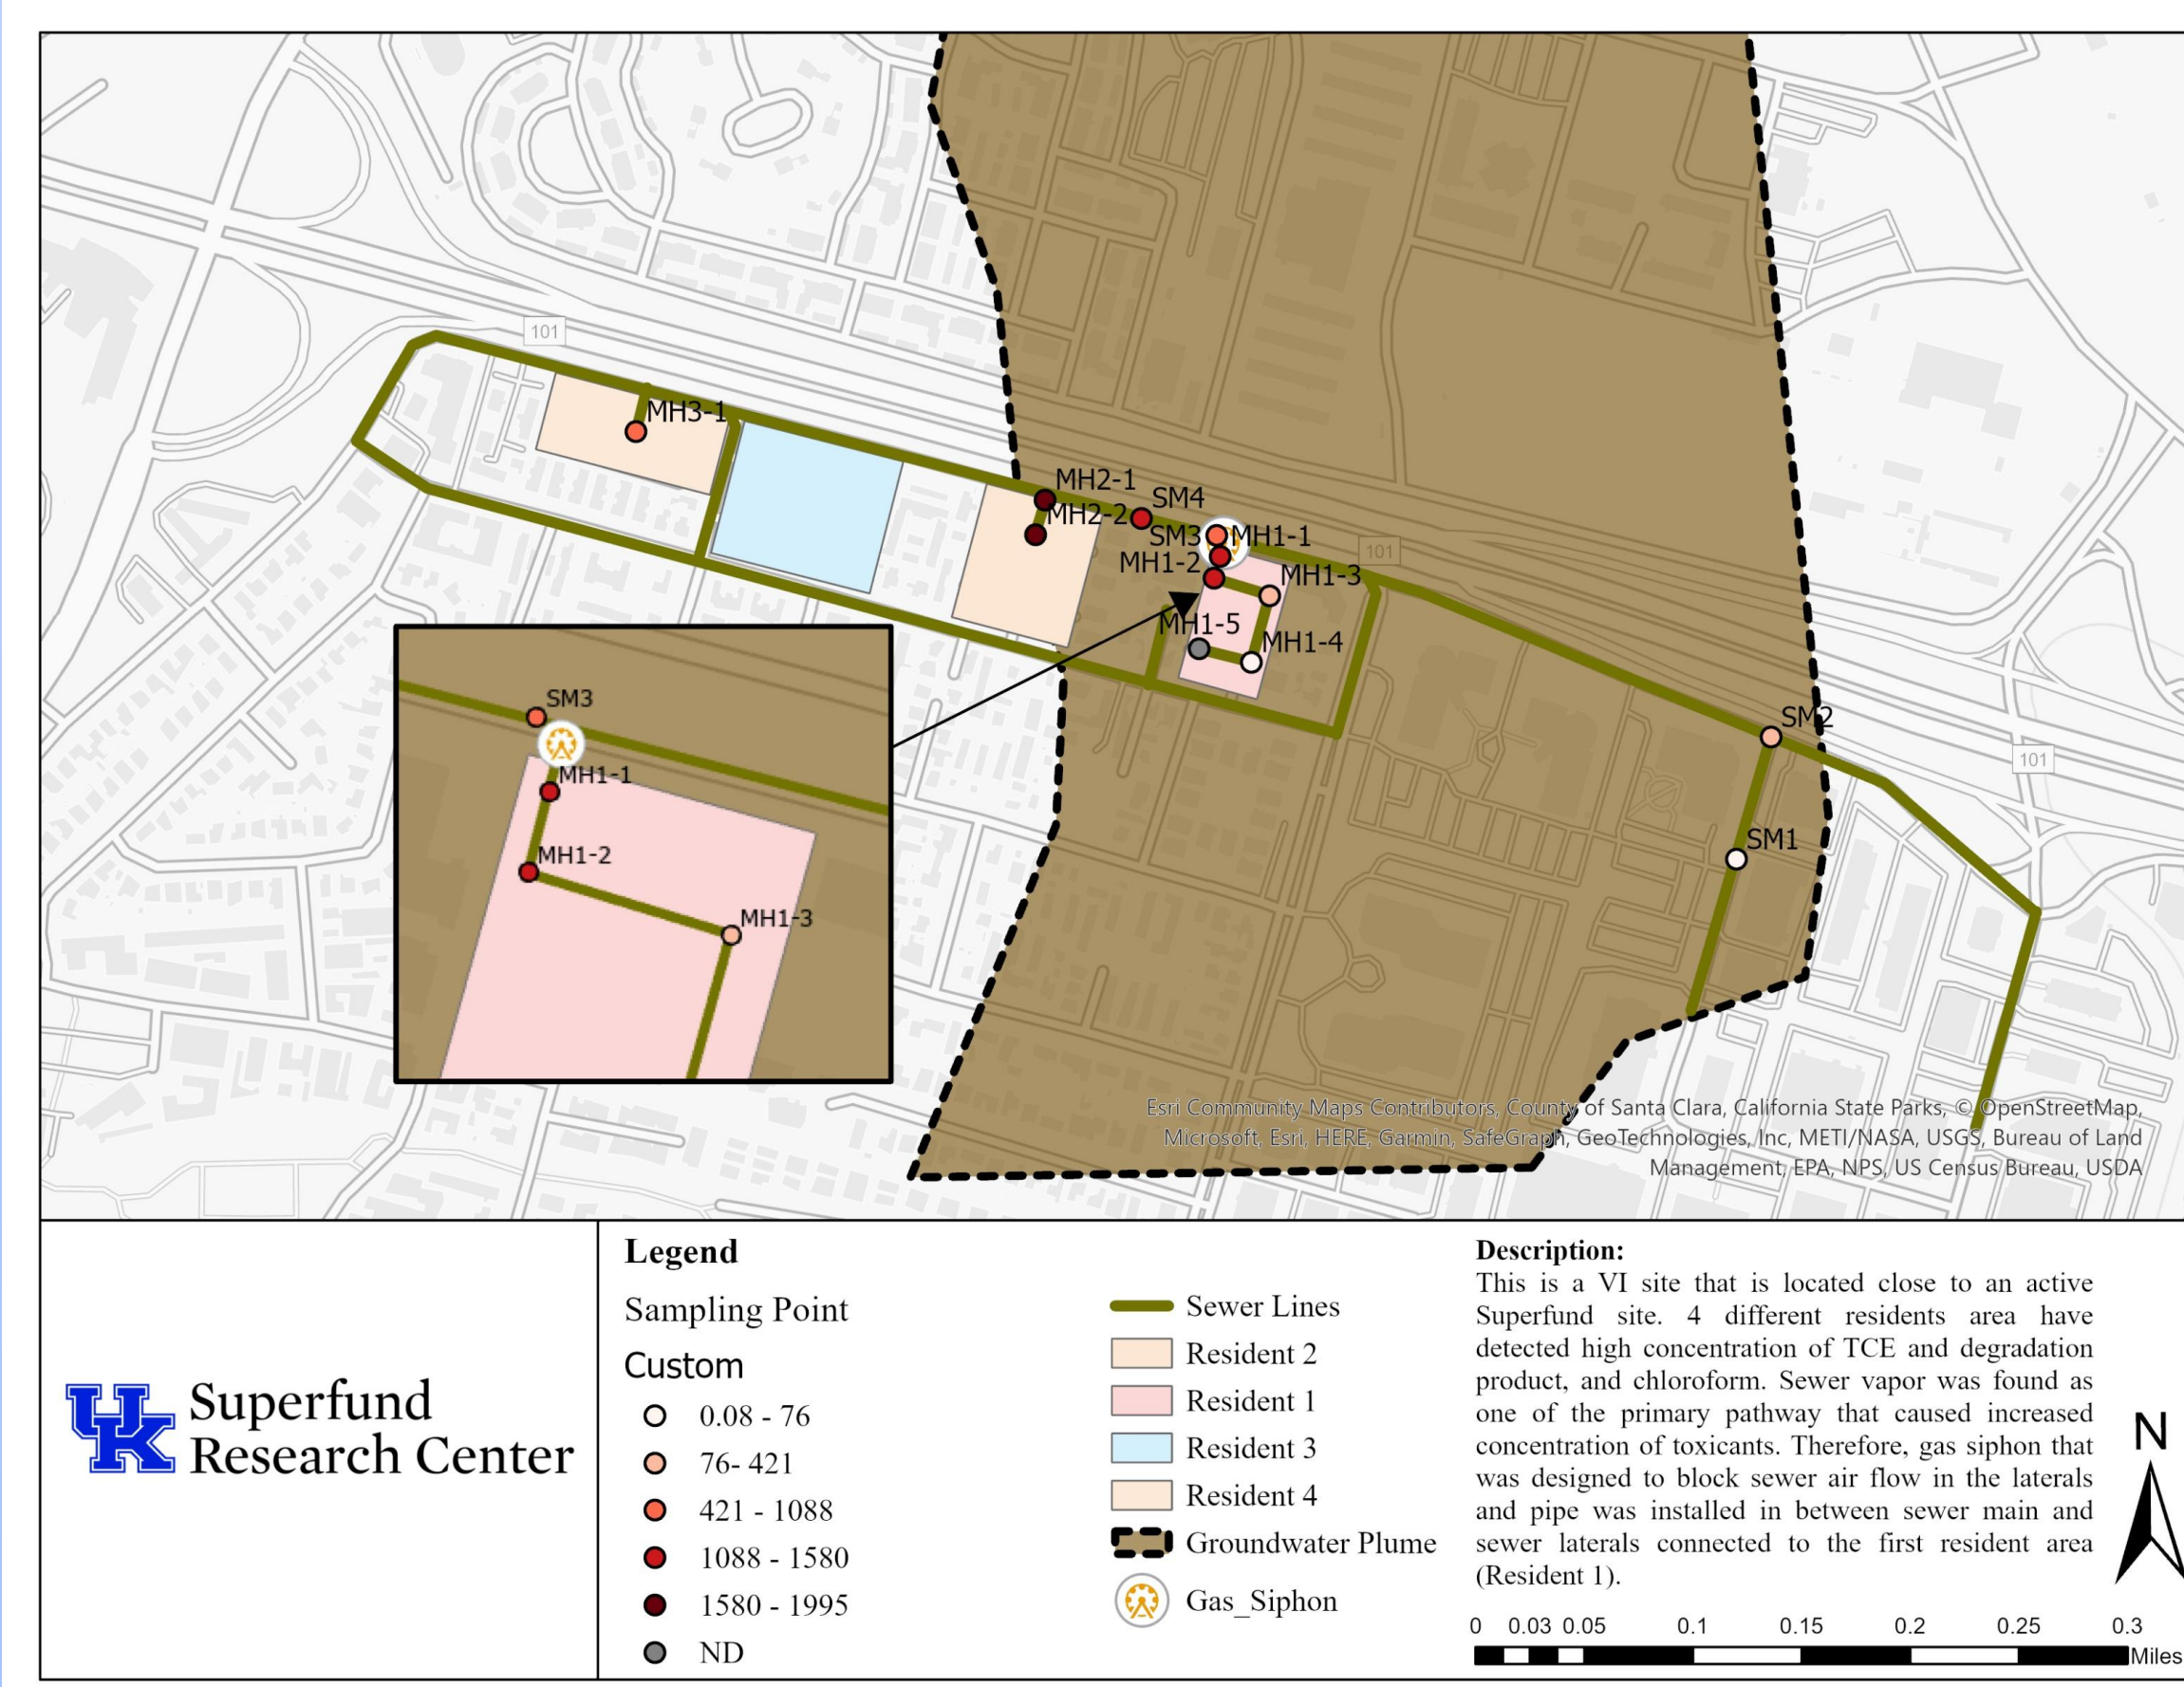 101
MH3-1
MH2-1
MH2-2
SM4
SM3
MH1-1
MH1-2
MH1-3
101
MH1-5
MH1-4
SM2
101
SM1
SM3
MH1-1
MH1-2
MH1-3
Esri Community Maps Contributors, County of Santa Clara, California State Parks, © OpenStreetMap,
Microsoft, Esri, HERE, Garmin, SafeGraph, GeoTechnologies, Inc, METI/NASA, USGS, Bureau of Land
Management, EPA, NPS, US Census Bureau, USDA
UK
Superfund
Research Center
Legend
Sampling Point
Custom
0.08 - 76
76- 421
421 - 1088
1088 - 1580
1580 - 1995
ND
Sewer Lines
Resident 2
Resident 1
Resident 3
Resident 4
Groundwater Plume
Gas_Siphon
Description:
This is a VI site that is located close to an active
Superfund site. 4 different residents area have
detected high concentration of TCE and degradation
product, and chloroform. Sewer vapor was found as
one of the primary pathway that caused increased
concentration of toxicants. Therefore, gas siphon that
was designed to block sewer air flow in the laterals
and pipe was installed in between sewer main and
sewer laterals connected to the first resident area
(Resident 1).
N
0 0.03 0.05 0.1 0.15 0.2 0.25 0.3
Miles